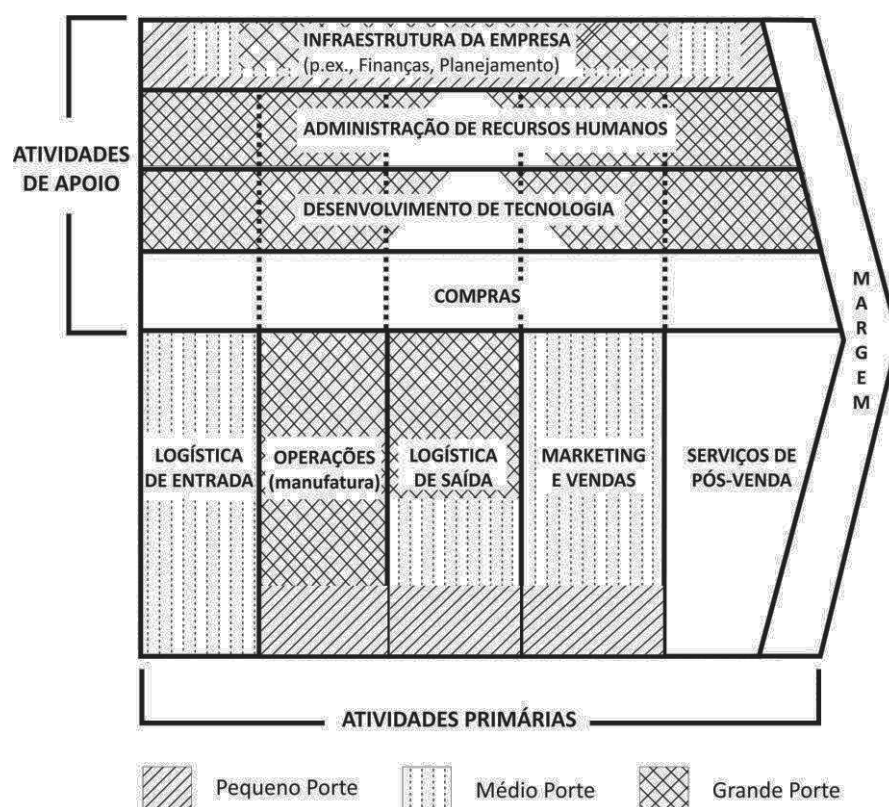 INFRAESTRUTURA DA EMPRESA
(p.ex., Finanças, Planejamento)
ADMINISTRAÇÃO DE RECURSOS HUMANOS
ATIVIDADES
DE APOIO
DESENVOLVIMENTO DE TECNOLOGIA
COMPRAS
MARGEM
LOGÍSTICA
DE ENTRADA
OPERAÇÕES
(manufatura)
LOGÍSTICA
DE SAÍDA
MARKETING
E VENDAS
SERVIÇOS DE
PÓS-VENDA
ATIVIDADES PRIMÁRIAS
Pequeno Porte
Médio Porte
Grande Porte